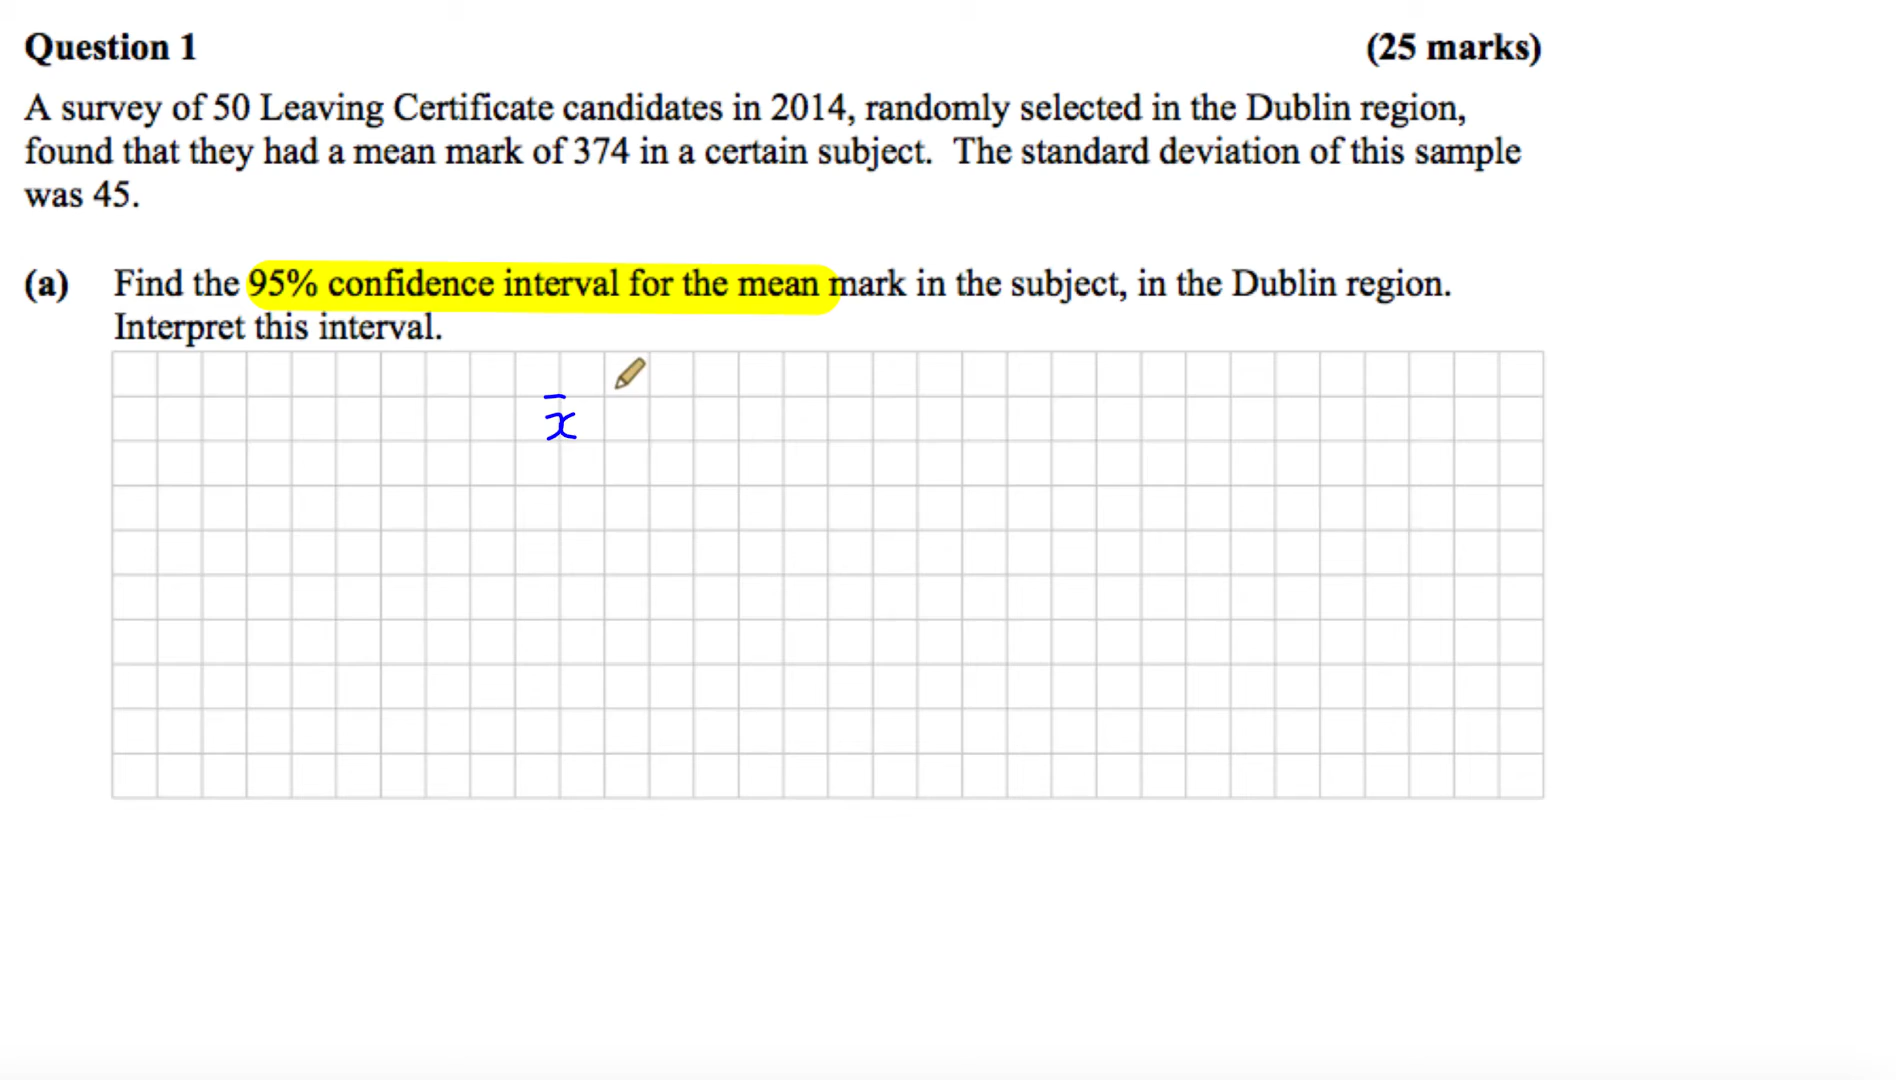 Question 1 (25 marks)
A survey of 50 Leaving Certificate candidates in 2014, randomly selected in the Dublin region,
found that they had a mean mark of 374 in a certain subject. The standard deviation of this sample
was 45.
(a) Find the 95% confidence interval for the mean mark in the subject, in the Dublin region.
Interpret this interval.
x̄